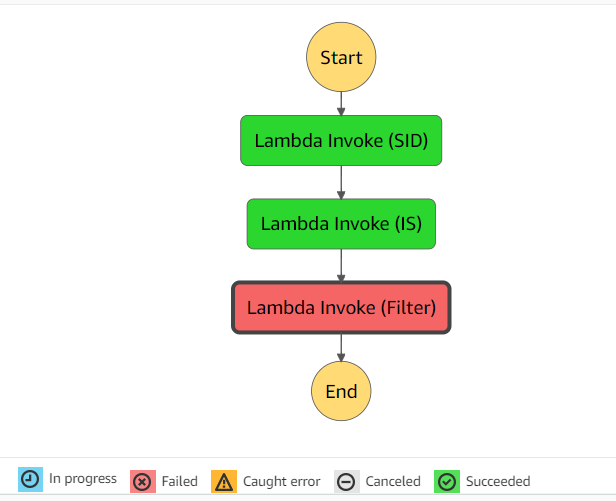 Start
Lambda Invoke (SID)
Lambda Invoke (IS)
Lambda Invoke (Filter)
End
In progress Failed Caught error Canceled Succeeded